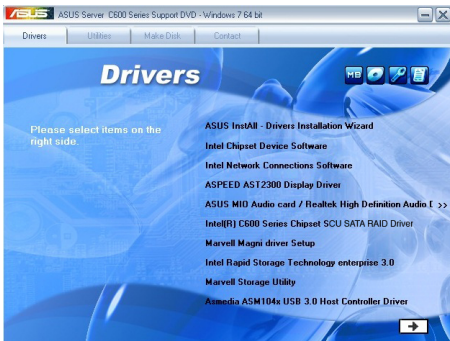 ASUS ASUS Server C600 Series Support DVD - Windows 7 64 bit
Drivers Utilities Make Disk Contact
Drivers
MB
Please select items on the
right side.
ASUS InstAll - Drivers Installation Wizard
Intel Chipset Device Software
Intel Network Connections Software
ASPEED AST2300 Display Driver
ASUS MIO Audio card / Realtek High Definition Audio [ >>
Intel(R) C600 Series Chipset SCU SATA RAID Driver
Marvell Magni driver Setup
Intel Rapid Storage Technology enterprise 3.0
Marvell Storage Utility
Asmedia ASM104x USB 3.0 Host Controller Driver